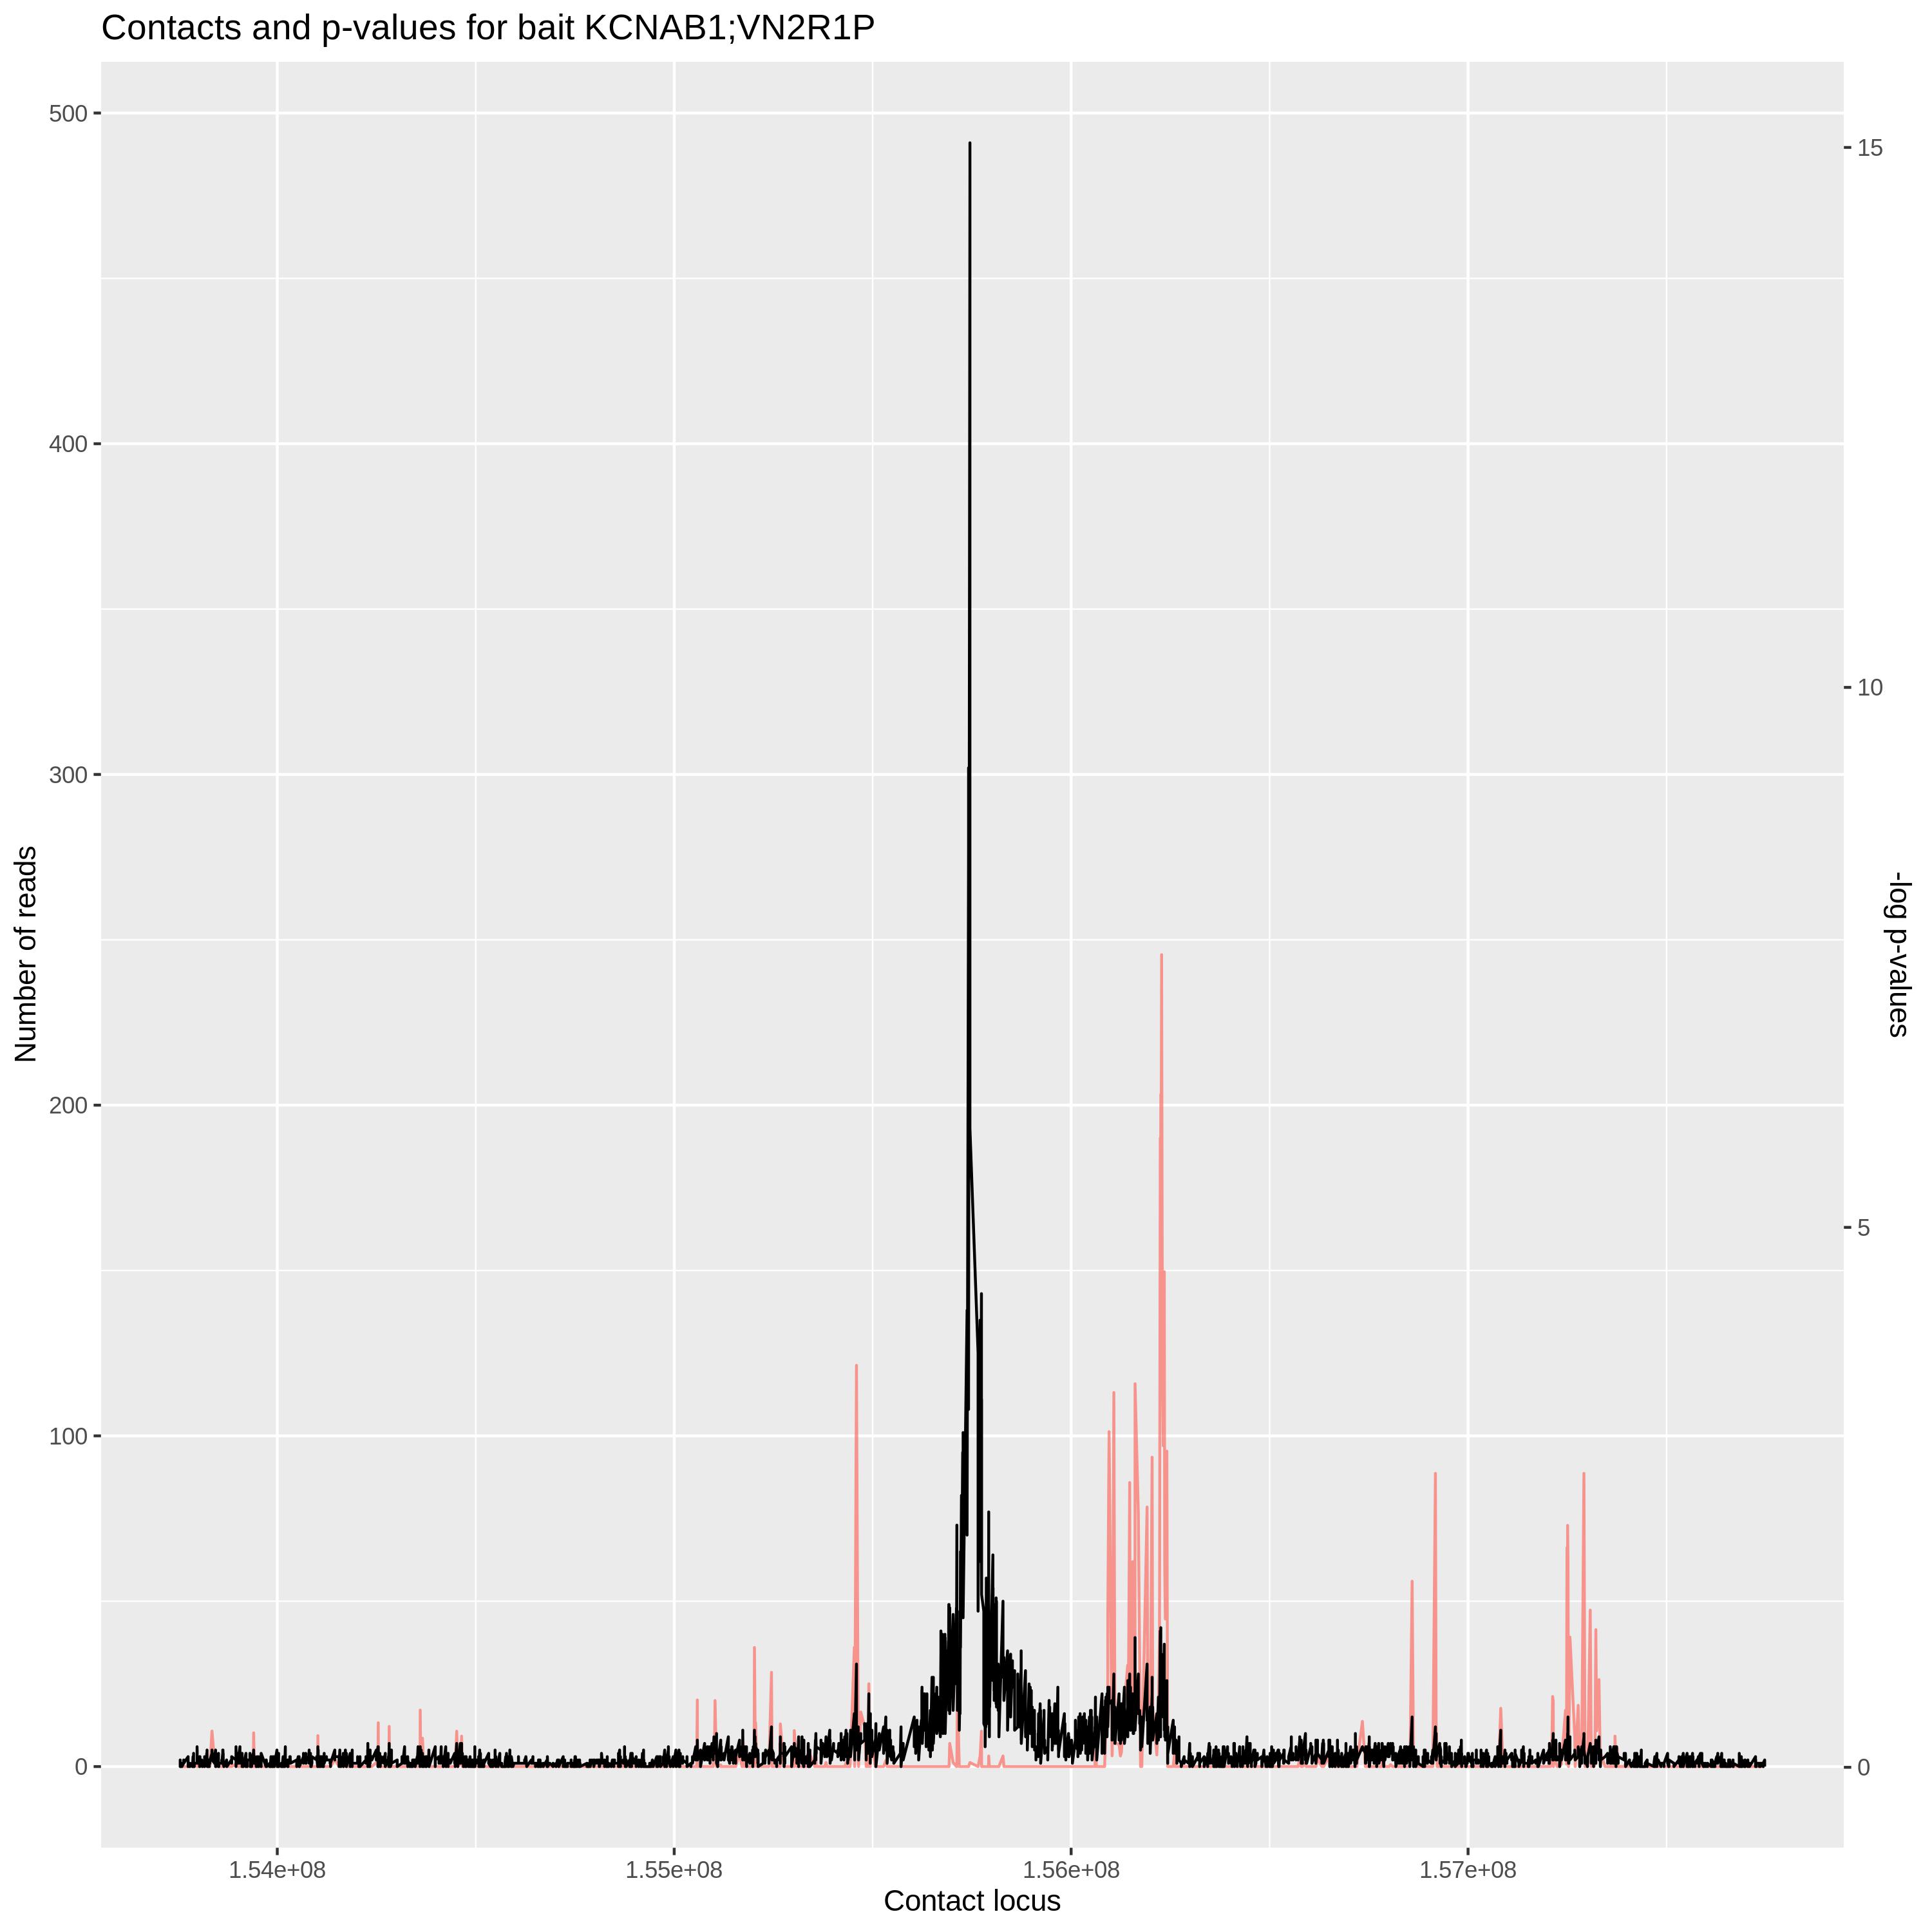 Contacts and p-values for bait KCNAB1;VN2R1P
500
400
300
200
100
0
Number of reads
15
10
5
0
-log p-values
1.54e+08
1.55e+08
1.56e+08
1.57e+08
Contact locus